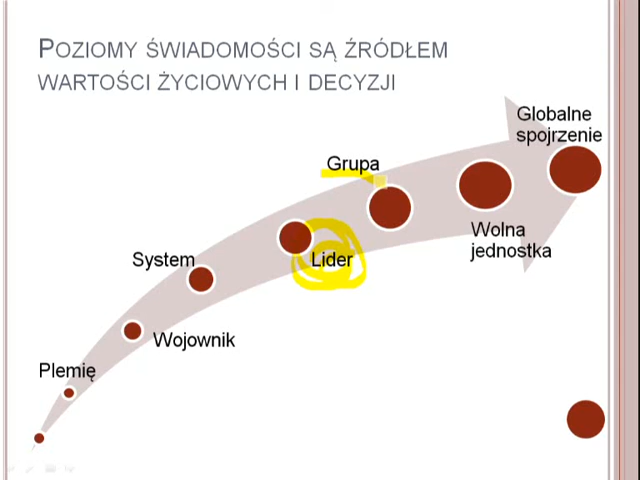 Poziomy świadomości są źródłem
wartości życiowych i decyzji
Globalne
spojrzenie
Grupa
Wolna
jednostka
System
Lider
Wojownik
Plemię